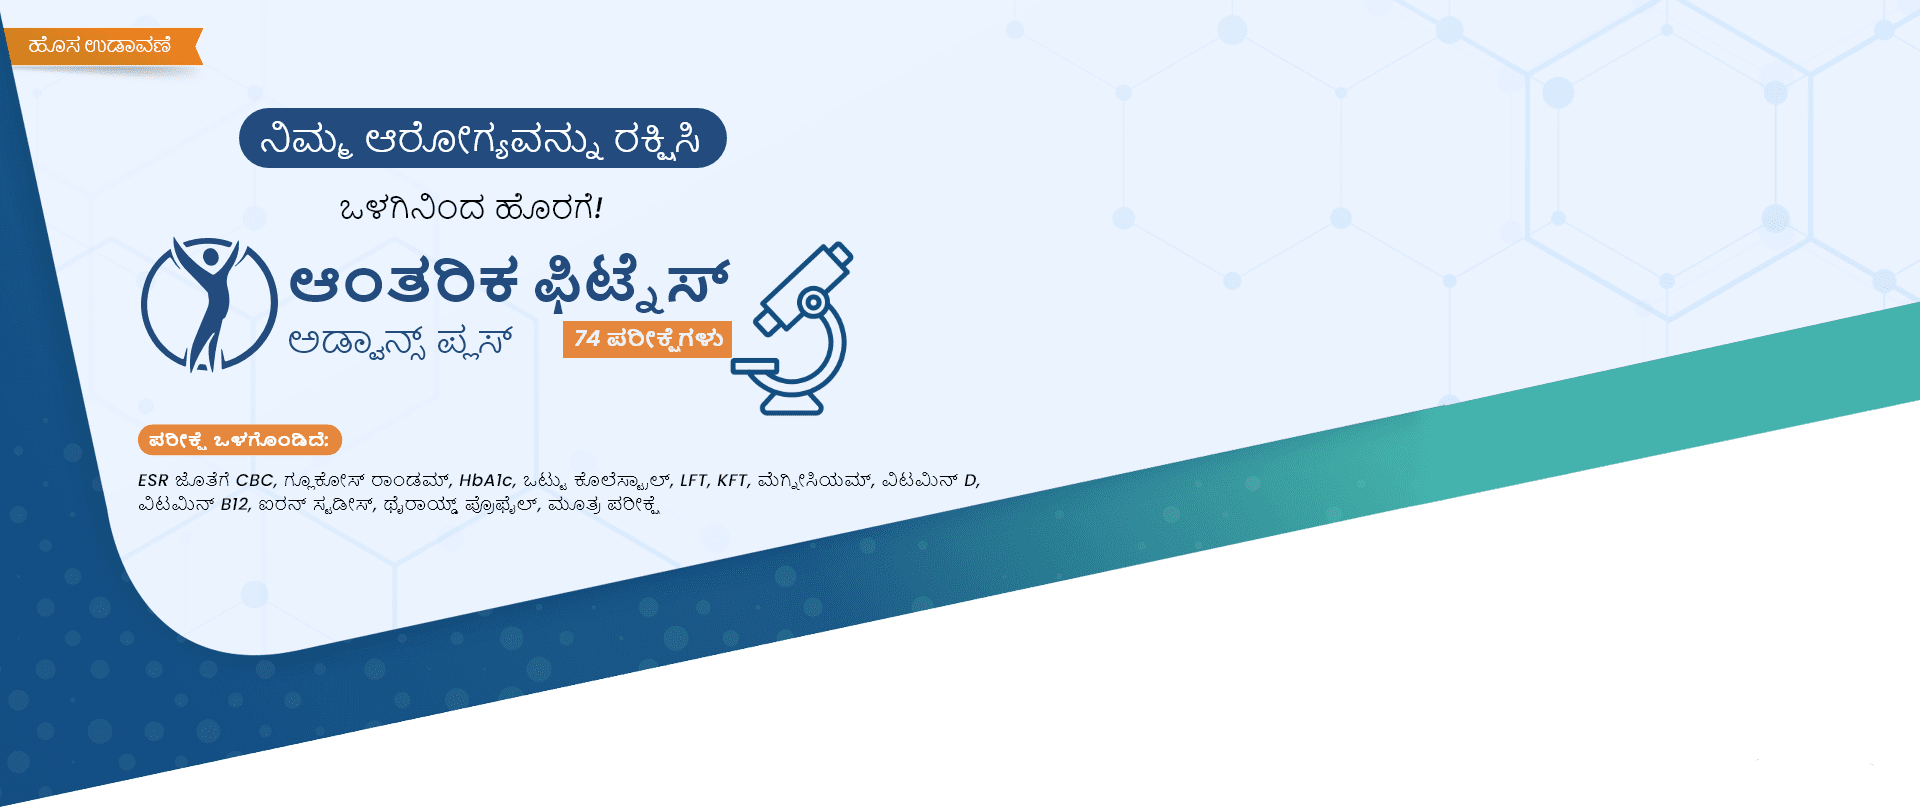 ಹೊಸ ಉಡಾವಣೆ
ನಿಮ್ಮ ಆರೋಗ್ಯವನ್ನು ರಕ್ಷಿಸಿ
ಒಳಗಿನಿಂದ ಹೊರಗೆ!
ಆಂತರಿಕ ಫಿಟ್ನೆಸ್
ಅಡ್ವಾನ್ಸ್ ಪ್ಲಸ್
74 ಪರೀಕ್ಷೆಗಳು
ಪರೀಕ್ಷೆ ಒಳಗೊಂಡಿದೆ:
ESR ಜೊತೆಗೆ CBC, ಗ್ಲೂಕೋಸ್ ರಾಂಡಮ್, HbA1c, ಒಟ್ಟು ಕೊಲೆಸ್ಟ್ರಾಲ್, LFT, KFT, ಮೆಗ್ನೀಸಿಯಮ್, ವಿಟಮಿನ್ D,
ವಿಟಮಿನ್ B12, ಐರನ್ ಸ್ಟಡೀಸ್, ಥೈರಾಯ್ಡ್ ಪ್ರೊಫೈಲ್, ಮೂತ್ರ ಪರೀಕ್ಷೆ